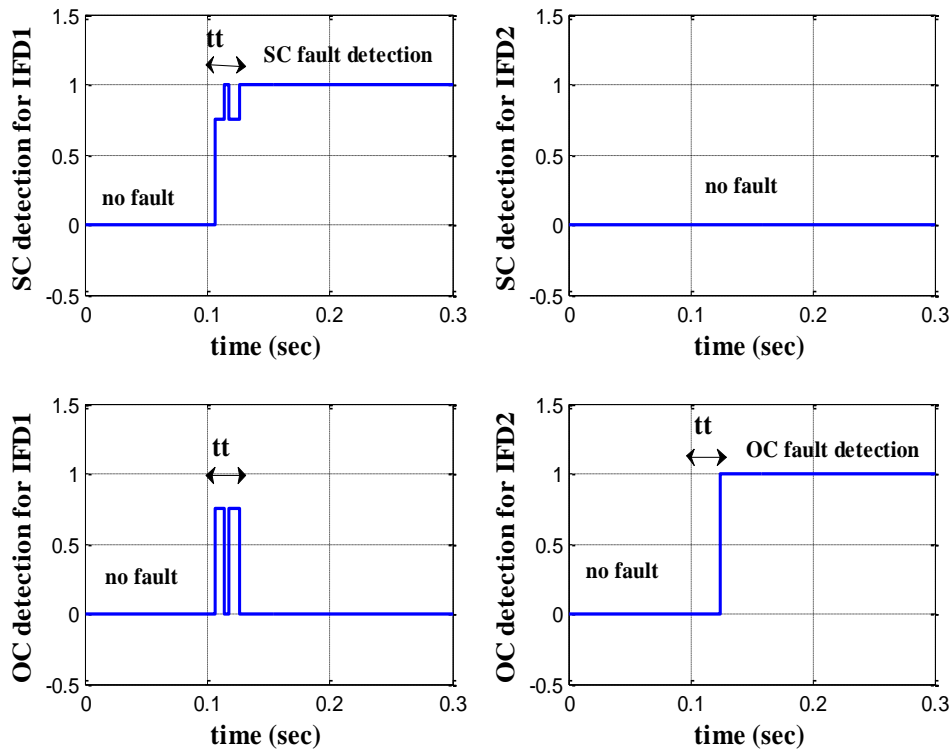 SC detection for IFD1
1.5
1
0.5
0
-0.5
tt
SC fault detection
no fault
0
0.1
0.2
0.3
time (sec)
SC detection for IFD2
1.5
1
0.5
0
-0.5
no fault
0
0.1
0.2
0.3
time (sec)
OC detection for IFD1
1.5
1
0.5
0
-0.5
tt
no fault
0
0.1
0.2
0.3
time (sec)
OC detection for IFD2
1.5
1
0.5
0
-0.5
tt
OC fault detection
no fault
0
0.1
0.2
0.3
time (sec)